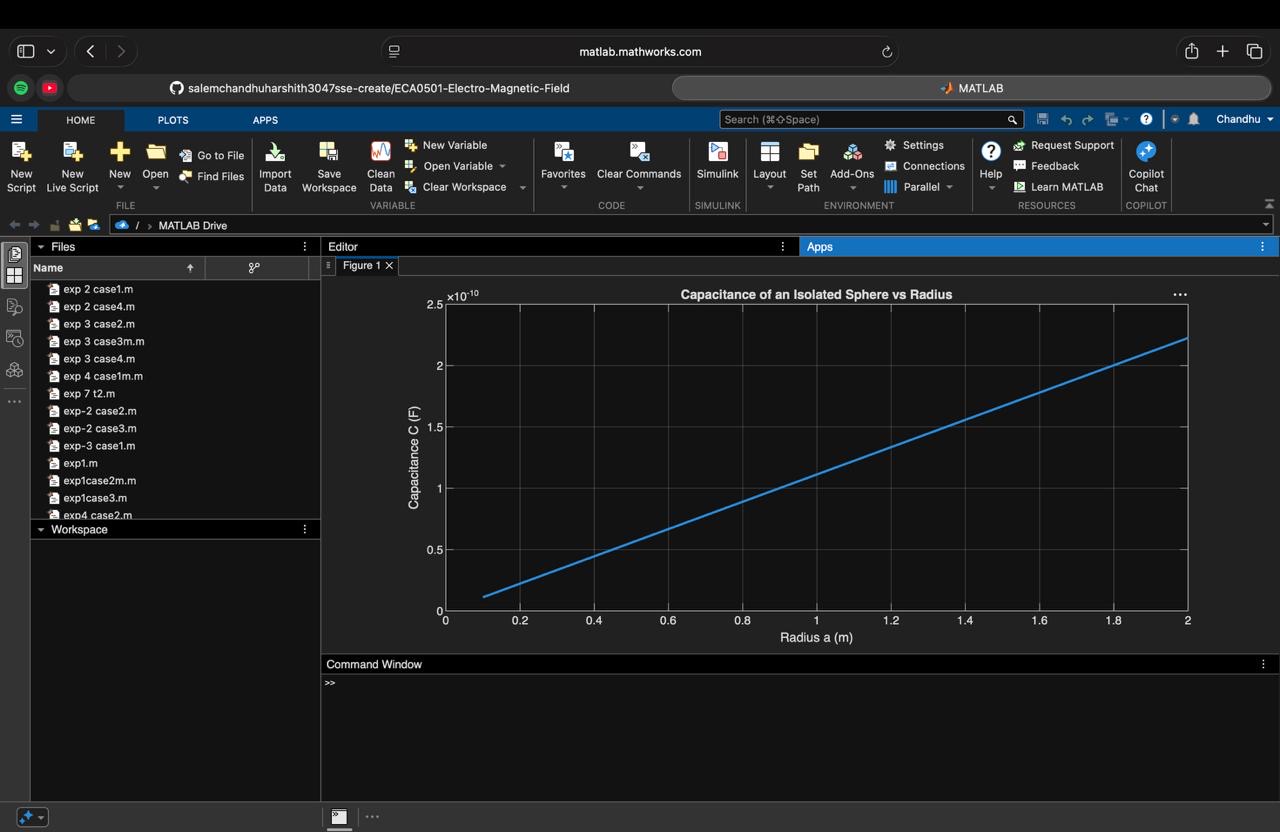 matlab.mathworks.com
salemchandhuharshith3047sse-create/ECA0501-Electro-Magnetic-Field
MATLAB
HOME PLOTS APPS
Search (⌘⇧Space)
Chandhu
New Script
New Live Script
New
Open
Go to File
Find Files
FILE
Import Data
Save Workspace
Clean Data
New Variable
Open Variable
Clear Workspace
VARIABLE
Favorites
Clear Commands
CODE
Simulink
SIMULINK
Layout
Set Path
Add-Ons
Settings
Connections
Parallel
ENVIRONMENT
Help
Request Support
Feedback
Learn MATLAB
RESOURCES
Copilot Chat
COPILOT
/ › MATLAB Drive
Files
Name
exp 2 case1.m
exp 2 case4.m
exp 3 case2.m
exp 3 case3m.m
exp 3 case4.m
exp 4 case1m.m
exp 7 t2.m
exp-2 case2.m
exp-2 case3.m
exp-3 case1.m
exp1.m
exp1case2m.m
exp1case3.m
exp4 case2.m
Workspace
Editor
Apps
Figure 1
Capacitance of an Isolated Sphere vs Radius
×10⁻¹⁰
2.5
2
1.5
1
0.5
0
Capacitance C (F)
0 0.2 0.4 0.6 0.8 1 1.2 1.4 1.6 1.8 2
Radius a (m)
Command Window
>>